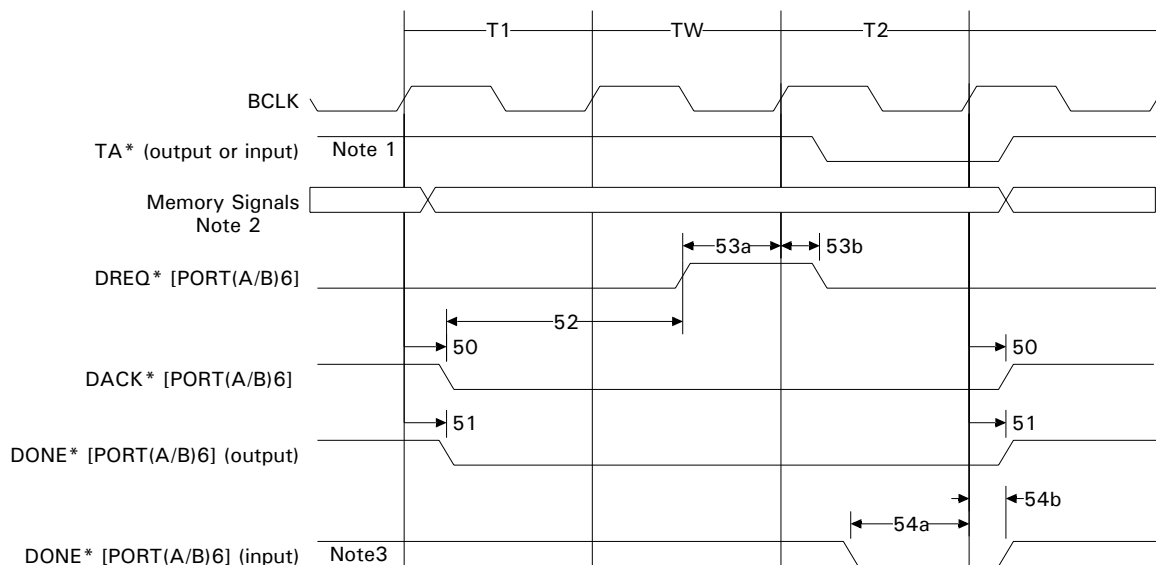 T1 TW T2
BCLK
TA* (output or input) Note 1
Memory Signals
Note 2
53a 53b
DREQ* [PORT(A/B)6]
52
50 50
DACK* [PORT(A/B)6]
51 51
DONE* [PORT(A/B)6] (output)
54b
54a
DONE* [PORT(A/B)6] (input) Note3